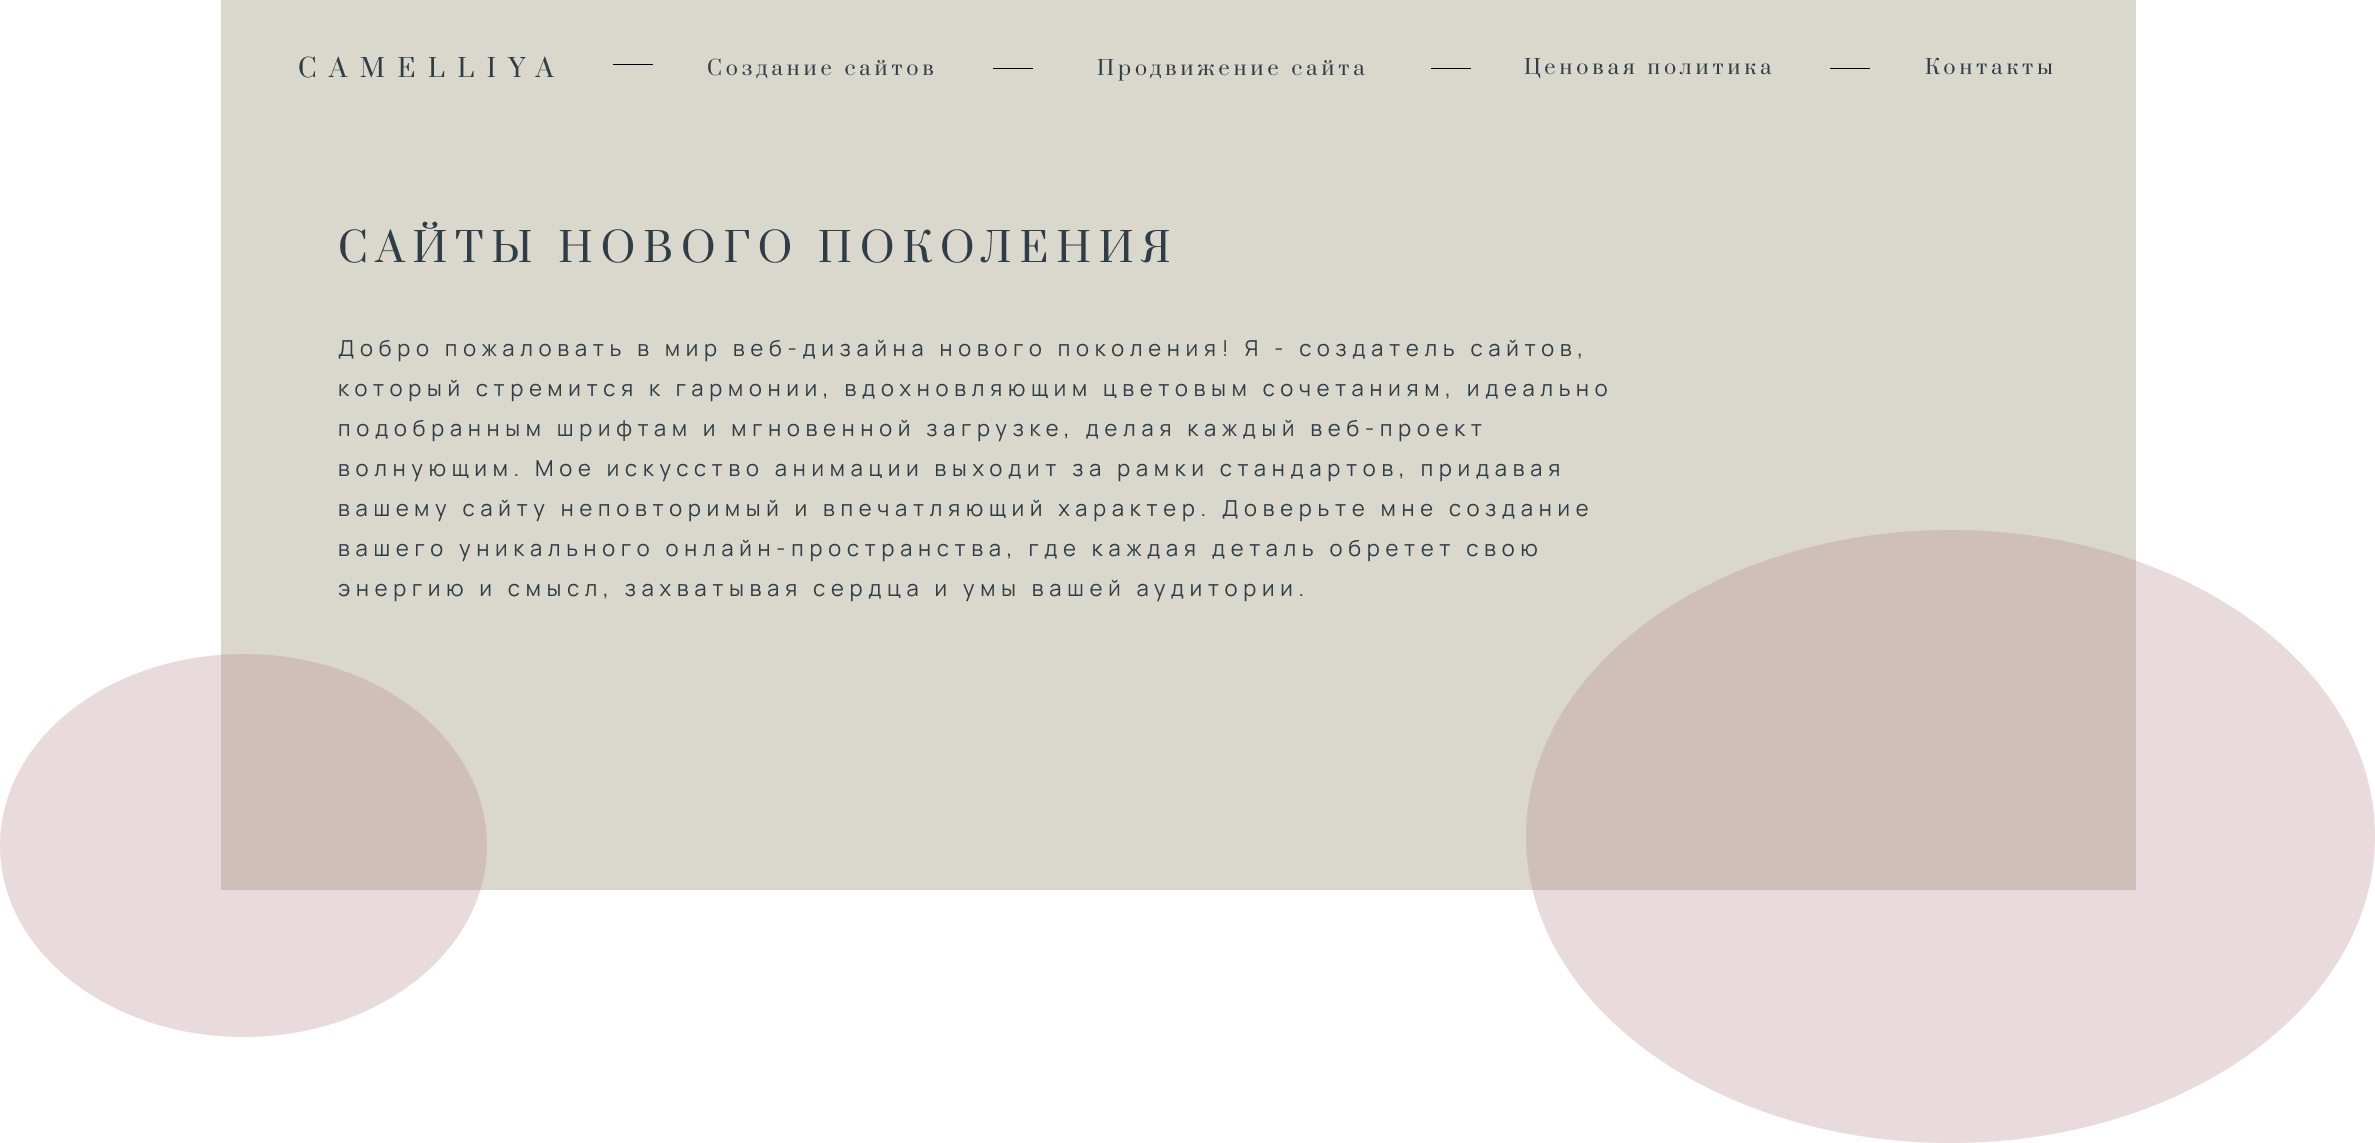 CAMELLIYA — Создание сайтов — Продвижение сайта — Ценовая политика — Контакты
САЙТЫ НОВОГО ПОКОЛЕНИЯ
Добро пожаловать в мир веб-дизайна нового поколения! Я - создатель сайтов,
который стремится к гармонии, вдохновляющим цветовым сочетаниям, идеально
подобранным шрифтам и мгновенной загрузке, делая каждый веб-проект
волнующим. Мое искусство анимации выходит за рамки стандартов, придавая
вашему сайту неповторимый и впечатляющий характер. Доверьте мне создание
вашего уникального онлайн-пространства, где каждая деталь обретет свою
энергию и смысл, захватывая сердца и умы вашей аудитории.